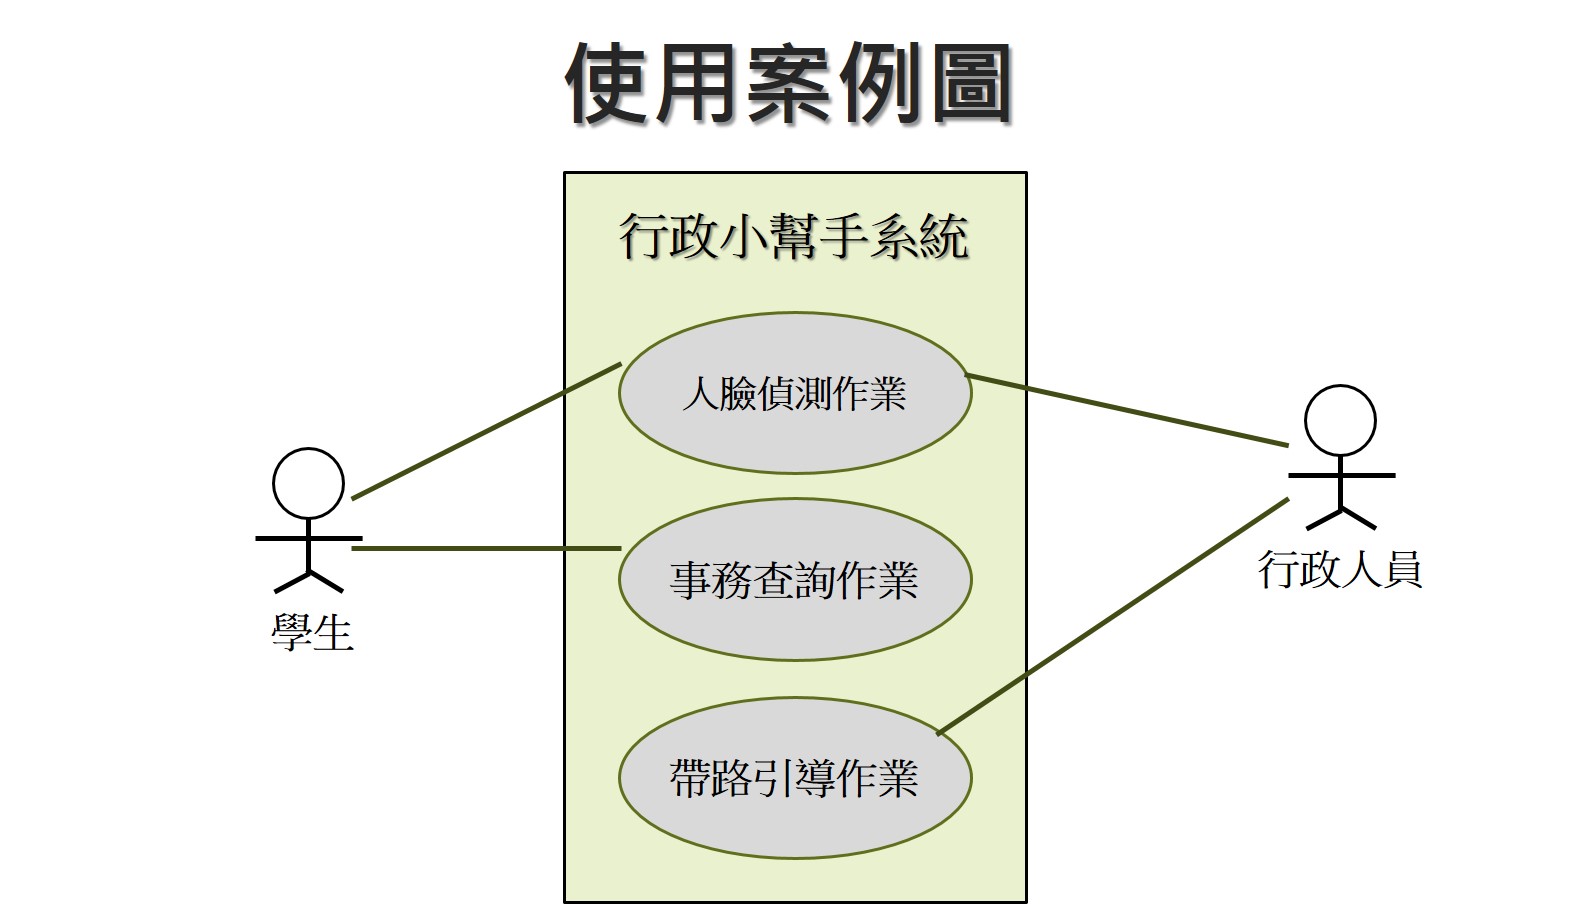 使用案例圖
行政小幫手系統
人臉偵測作業
事務查詢作業
帶路引導作業
學生
行政人員